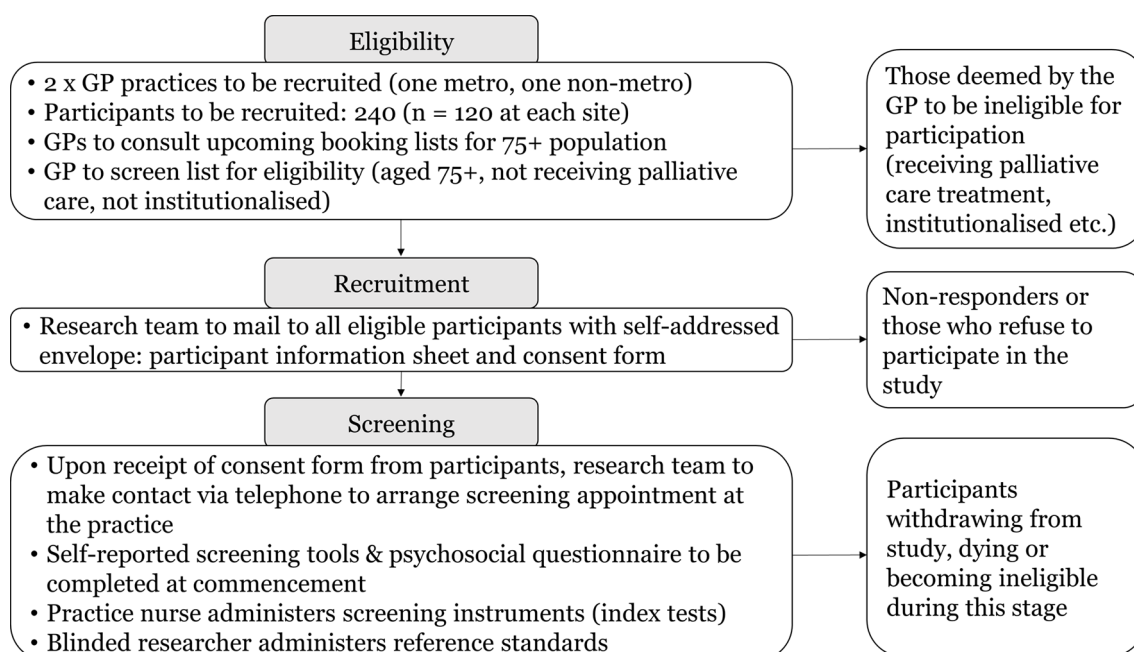 Eligibility
• 2 x GP practices to be recruited (one metro, one non-metro)
• Participants to be recruited: 240 (n = 120 at each site)
• GPs to consult upcoming booking lists for 75+ population
• GP to screen list for eligibility (aged 75+, not receiving palliative
care, not institutionalised)
Those deemed by the
GP to be ineligible for
participation
(receiving palliative
care treatment,
institutionalised etc.)
Recruitment
• Research team to mail to all eligible participants with self-addressed
envelope: participant information sheet and consent form
Non-responders or
those who refuse to
participate in the
study
Screening
• Upon receipt of consent form from participants, research team to
make contact via telephone to arrange screening appointment at
the practice
• Self-reported screening tools & psychosocial questionnaire to be
completed at commencement
• Practice nurse administers screening instruments (index tests)
• Blinded researcher administers reference standards
Participants
withdrawing from
study, dying or
becoming ineligible
during this stage